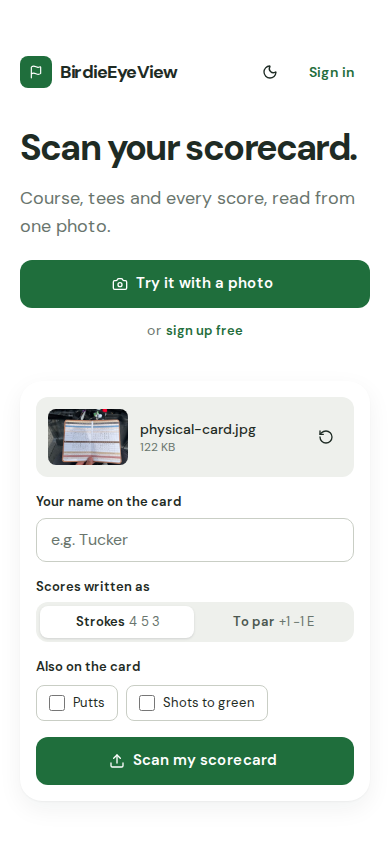 BirdieEyeView
Sign in
Scan your scorecard.
Course, tees and every score, read from
one photo.
Try it with a photo
or sign up free
physical-card.jpg
122 KB
Your name on the card
e.g. Tucker
Scores written as
Strokes 4 5 3
To par +1 −1 E
Also on the card
Putts
Shots to green
Scan my scorecard